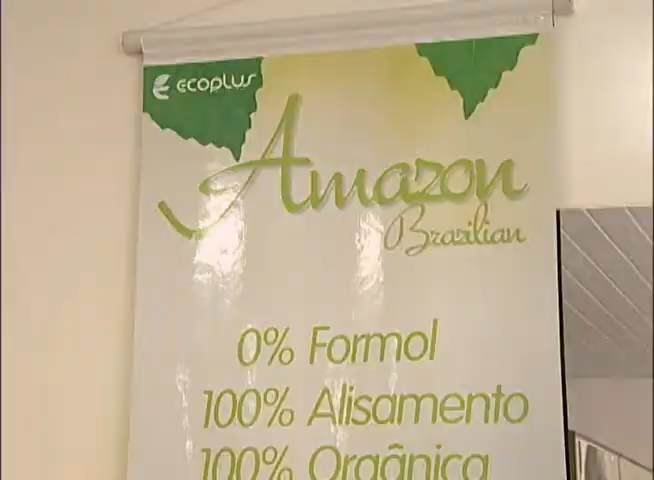 ecoplus
Amazon
Brazilian
0% Formol
100% Alisamento
100% Orgânica